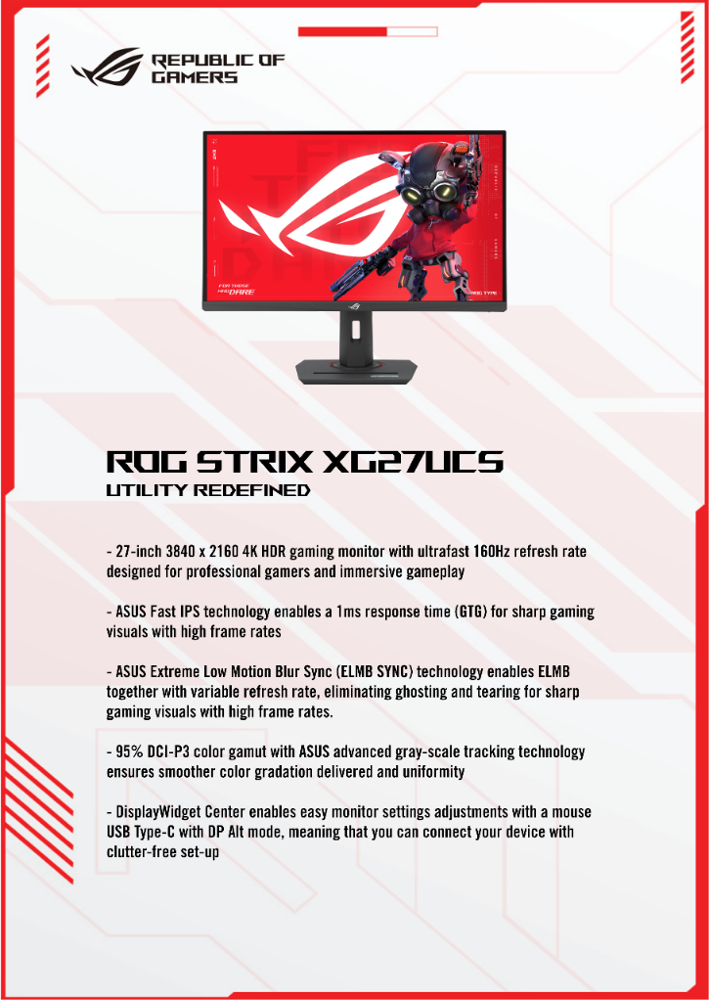 REPUBLIC OF
GAMERS
FOR THOSE
WHO DARE
ROG TYPE
ROG STRIX XG27UCS
UTILITY REDEFINED
- 27-inch 3840 x 2160 4K HDR gaming monitor with ultrafast 160Hz refresh rate
designed for professional gamers and immersive gameplay
- ASUS Fast IPS technology enables a 1ms response time (GTG) for sharp gaming
visuals with high frame rates
- ASUS Extreme Low Motion Blur Sync (ELMB SYNC) technology enables ELMB
together with variable refresh rate, eliminating ghosting and tearing for sharp
gaming visuals with high frame rates.
- 95% DCI-P3 color gamut with ASUS advanced gray-scale tracking technology
ensures smoother color gradation delivered and uniformity
- DisplayWidget Center enables easy monitor settings adjustments with a mouse
USB Type-C with DP Alt mode, meaning that you can connect your device with
clutter-free set-up